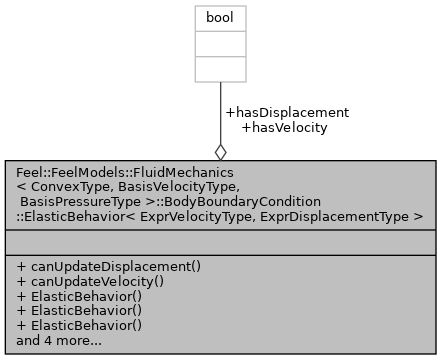 bool
+hasDisplacement
+hasVelocity
Feel::FeelModels::FluidMechanics
< ConvexType, BasisVelocityType,
BasisPressureType >::BodyBoundaryCondition
::ElasticBehavior< ExprVelocityType, ExprDisplacementType >
+ canUpdateDisplacement()
+ canUpdateVelocity()
+ ElasticBehavior()
+ ElasticBehavior()
+ ElasticBehavior()
and 4 more...